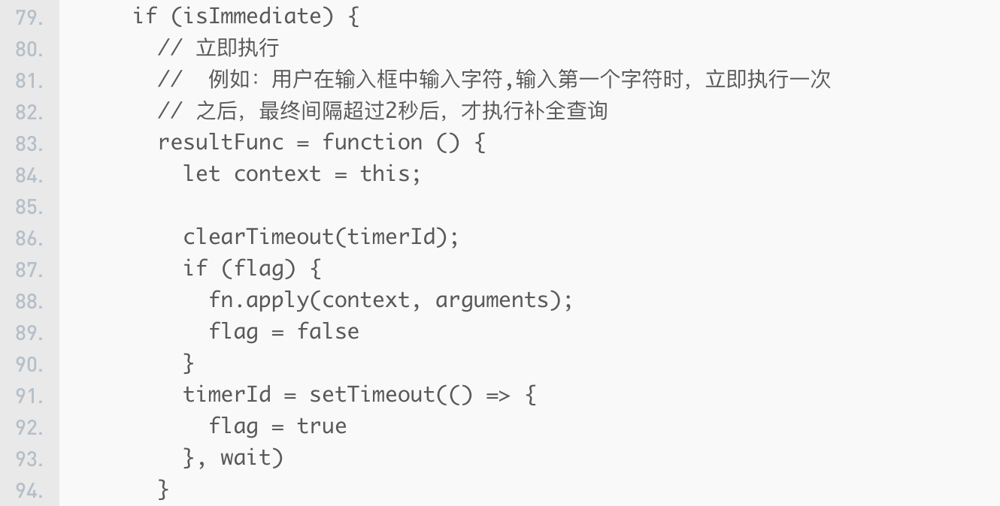 79. if (isImmediate) {
80. // 立即执行
81. //  例如：用户在输入框中输入字符,输入第一个字符时，立即执行一次
82. // 之后，最终间隔超过2秒后，才执行补全查询
83. resultFunc = function () {
84. let context = this;
85.
86. clearTimeout(timerId);
87. if (flag) {
88. fn.apply(context, arguments);
89. flag = false
90. }
91. timerId = setTimeout(() => {
92. flag = true
93. }, wait)
94. }